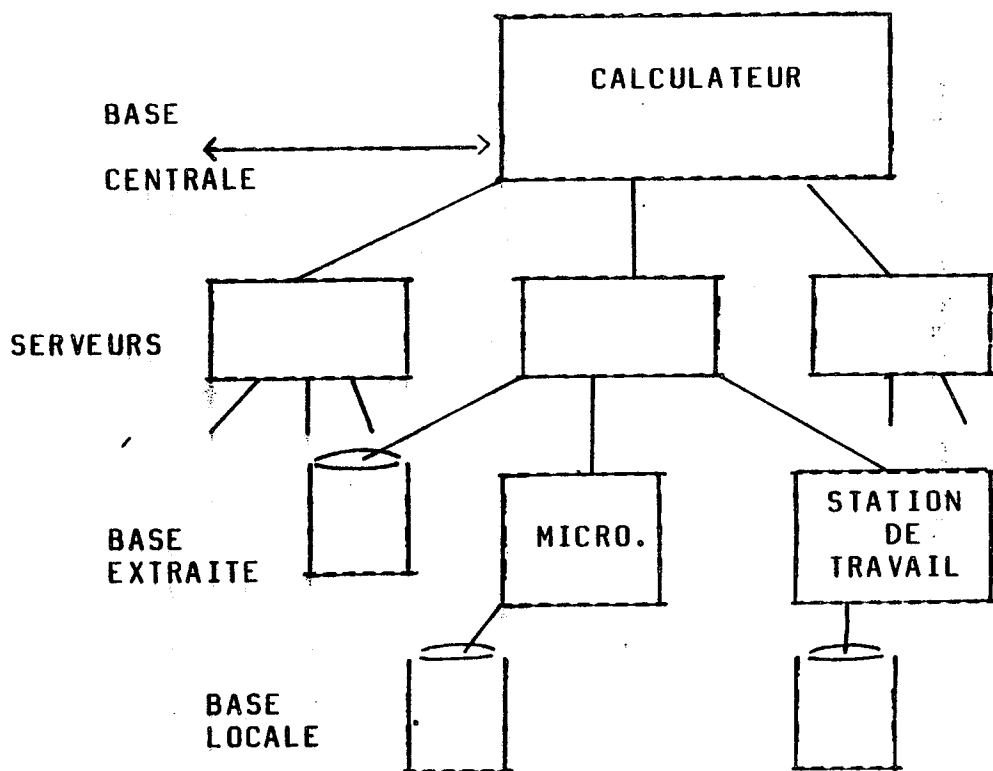 CALCULATEUR
BASE
CENTRALE
SERVEURS
BASE
EXTRAITE
MICRO.
STATION
DE
TRAVAIL
BASE
LOCALE